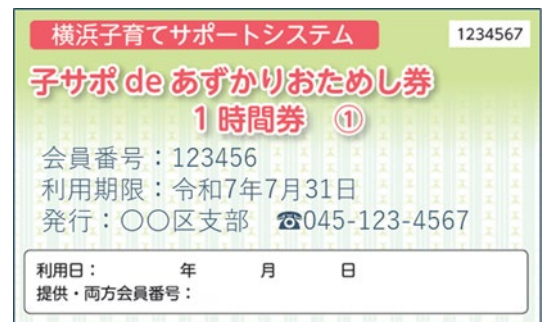 横浜子育てサポートシステム
1234567
子サポ de あずかりおためし券
1時間券 ①
会員番号：123456
利用期限：令和7年7月31日
発行：〇〇区支部 ☎045-123-4567
利用日： 年 月 日
提供・両方会員番号：